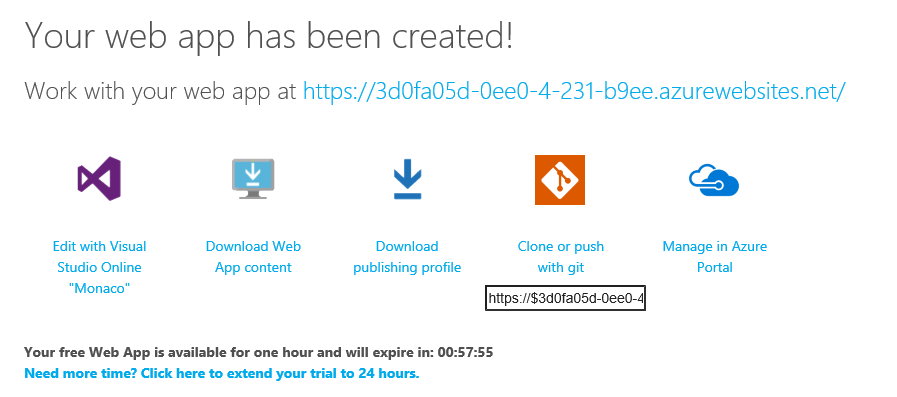 Your web app has been created!
Work with your web app at https://3d0fa05d-0ee0-4-231-b9ee.azurewebsites.net/
Edit with Visual
Studio Online
"Monaco"
Download Web
App content
Download
publishing profile
Clone or push
with git
https://$3d0fa05d-0ee0-4
Manage in Azure
Portal
Your free Web App is available for one hour and will expire in: 00:57:55
Need more time? Click here to extend your trial to 24 hours.